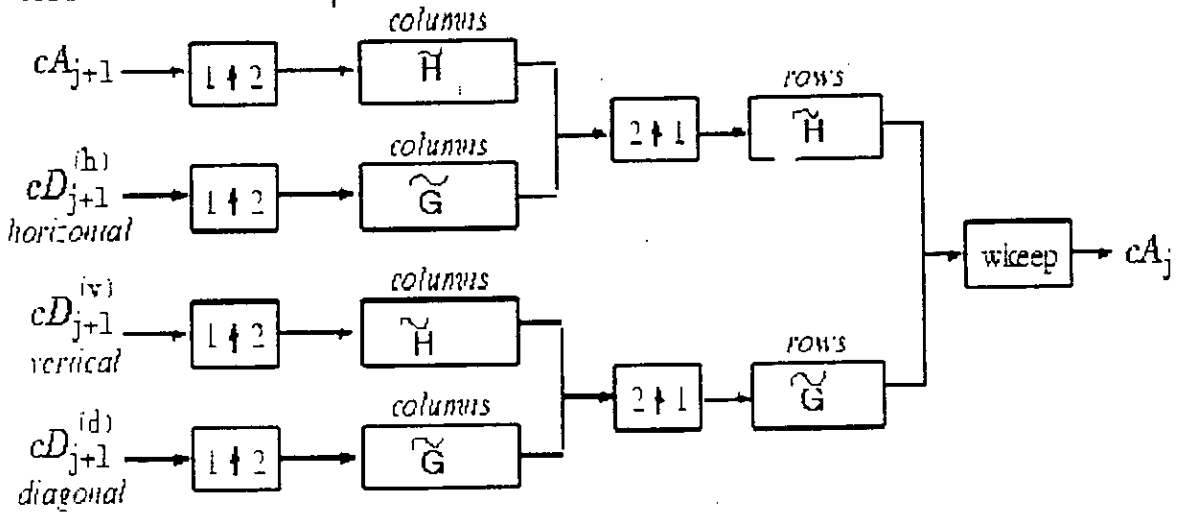 columns
cA_{j+1} 1 ↑ 2 H̃
rows
columns
2 ↑ 1 H̃
cD_{j+1}^{(h)} 1 ↑ 2 G̃
horizontal
wkeep cA_j
columns
cD_{j+1}^{(v)} 1 ↑ 2 H̃
vertical
rows
columns
2 ↑ 1 G̃
cD_{j+1}^{(d)} 1 ↑ 2 G̃
diagonal